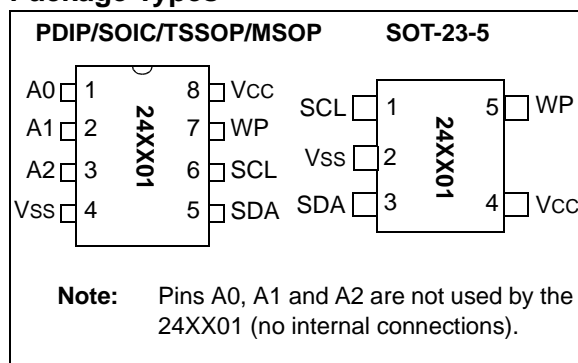 Package Types
PDIP/SOIC/TSSOP/MSOP
A0 1 8 VCC
A1 2 7 WP
A2 3 6 SCL
VSS 4 5 SDA
24XX01
SOT-23-5
SCL 1 5 WP
VSS 2
SDA 3 4 VCC
24XX01
Note: Pins A0, A1 and A2 are not used by the
24XX01 (no internal connections).